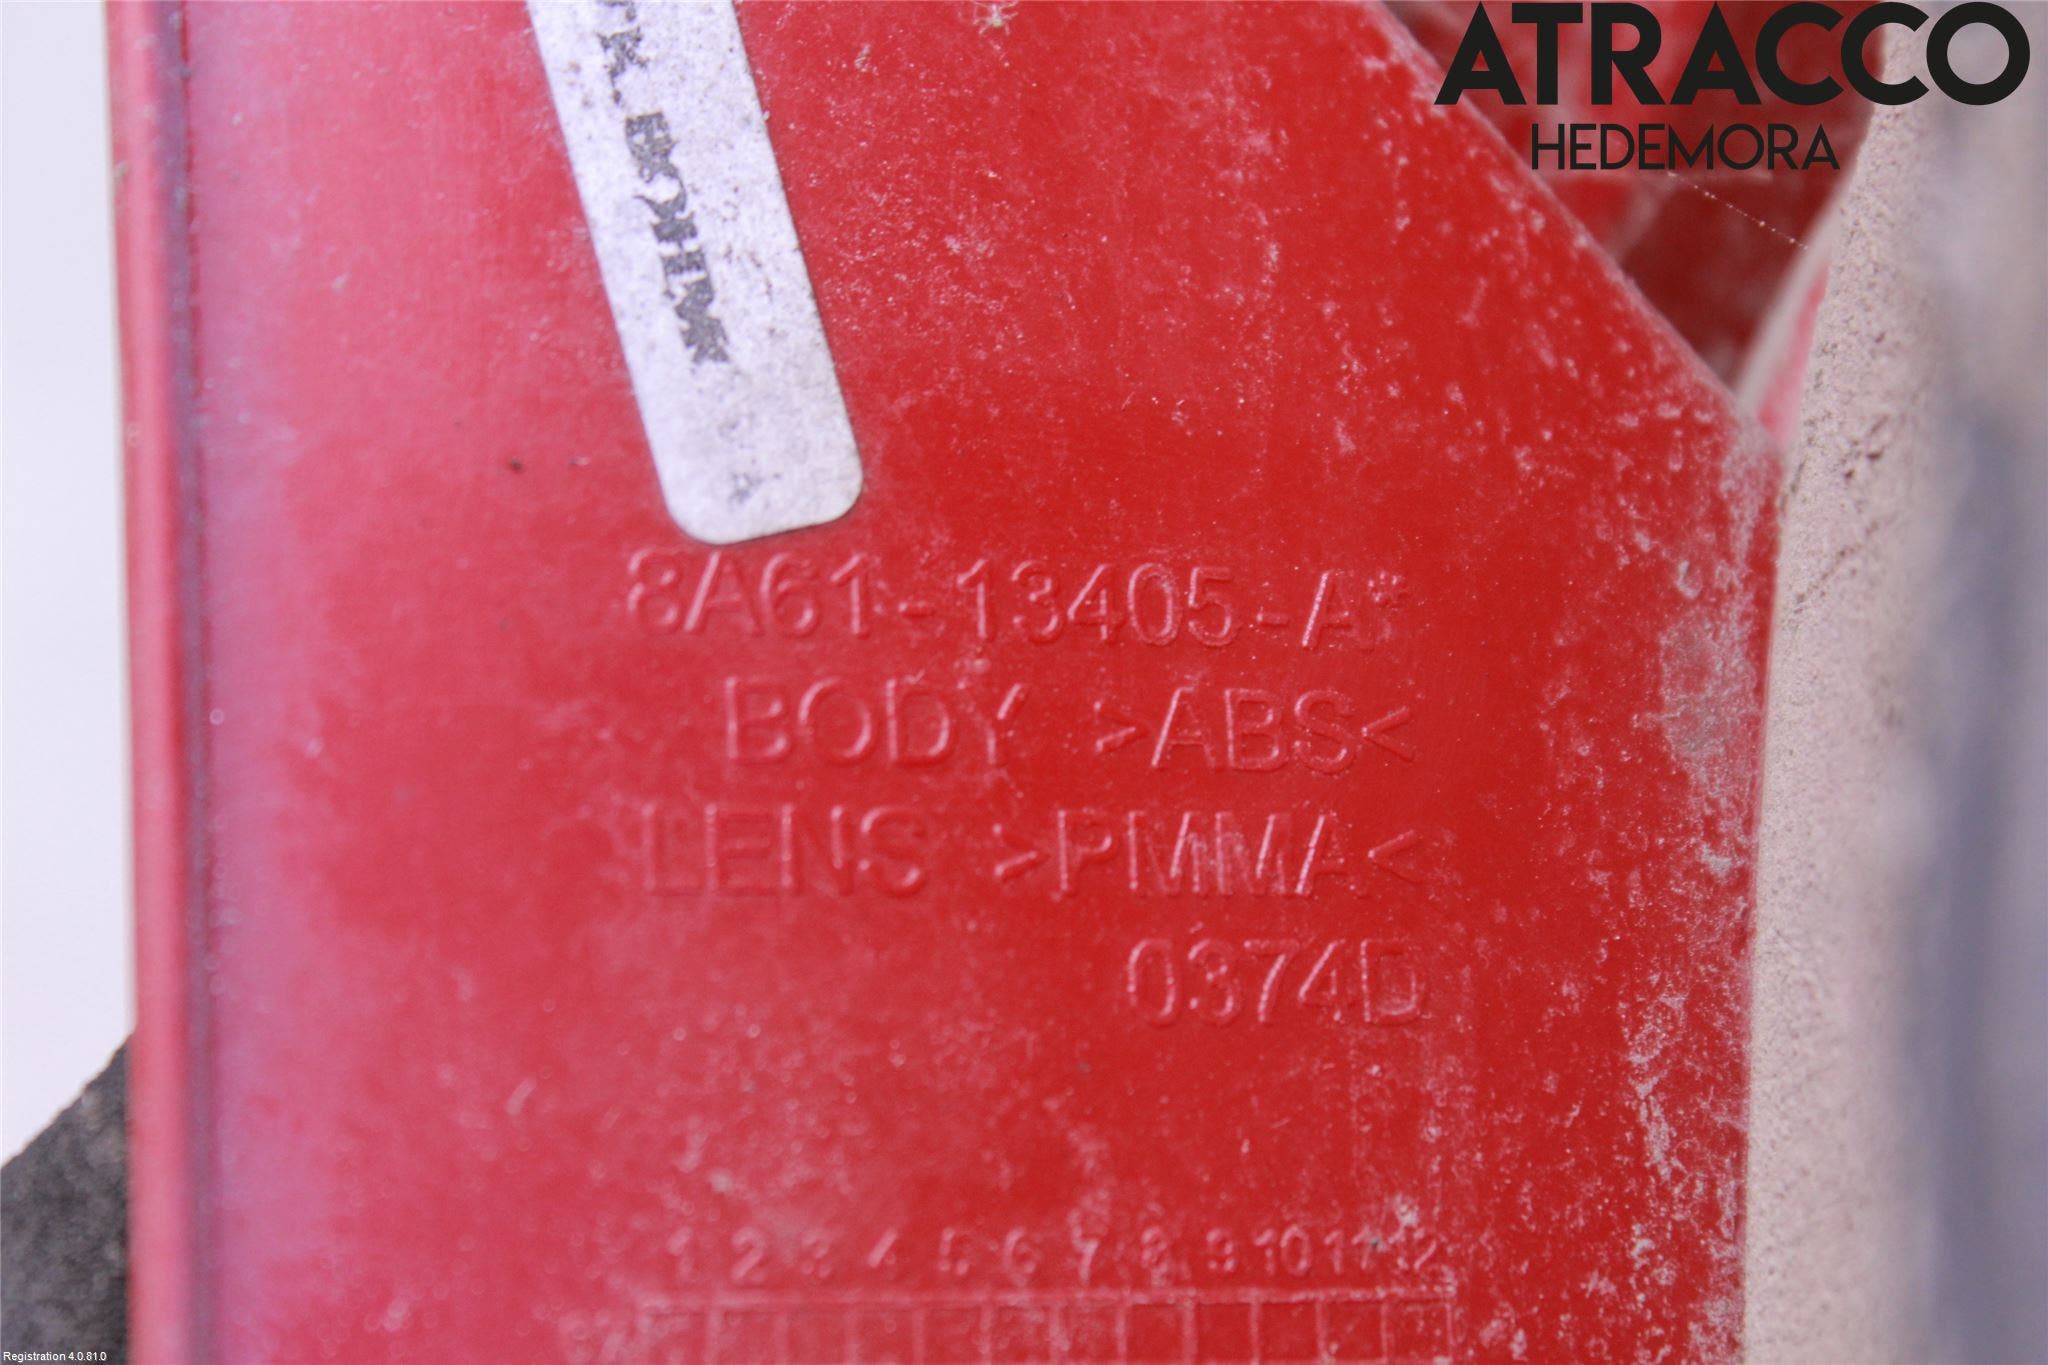 ATRACCO
HEDEMORA
8A61-13405-A*
BODY >ABS<
LENS >PMMA<
0374D
1 2 3 4 5 6 7 8 9 10 11 12
Registration 4.0.81.0